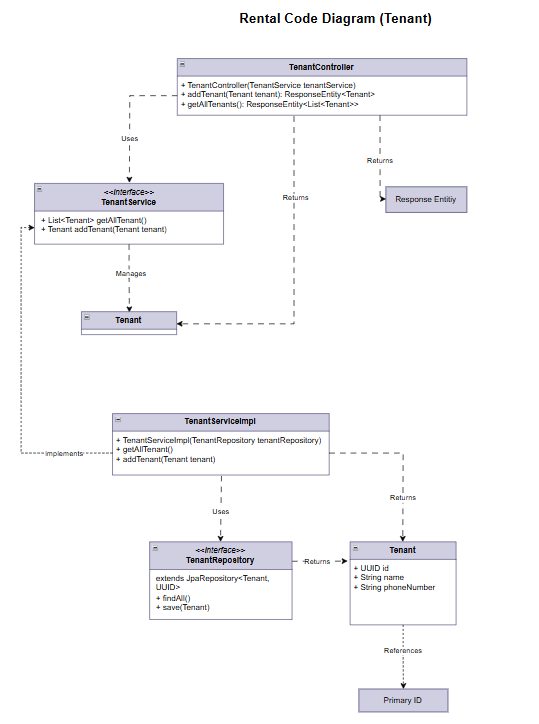 Rental Code Diagram (Tenant)
TenantController
+ TenantController(TenantService tenantService)
+ addTenant(Tenant tenant): ResponseEntity<Tenant>
+ getAllTenants(): ResponseEntity<List<Tenant>>
Uses
Returns
Returns
<<Interface>>
TenantService
+ List<Tenant> getAllTenant()
+ Tenant addTenant(Tenant tenant)
Response Entitiy
Manages
Tenant
TenantServiceImpl
+ TenantServiceImpl(TenantRepository tenantRepository)
+ getAllTenant()
+ addTenant(Tenant tenant)
implements
Uses
Returns
<<Interface>>
TenantRepository
extends JpaRepository<Tenant,
UUID>
+ findAll()
+ save(Tenant)
Returns
Tenant
+ UUID id
+ String name
+ String phoneNumber
References
Primary ID